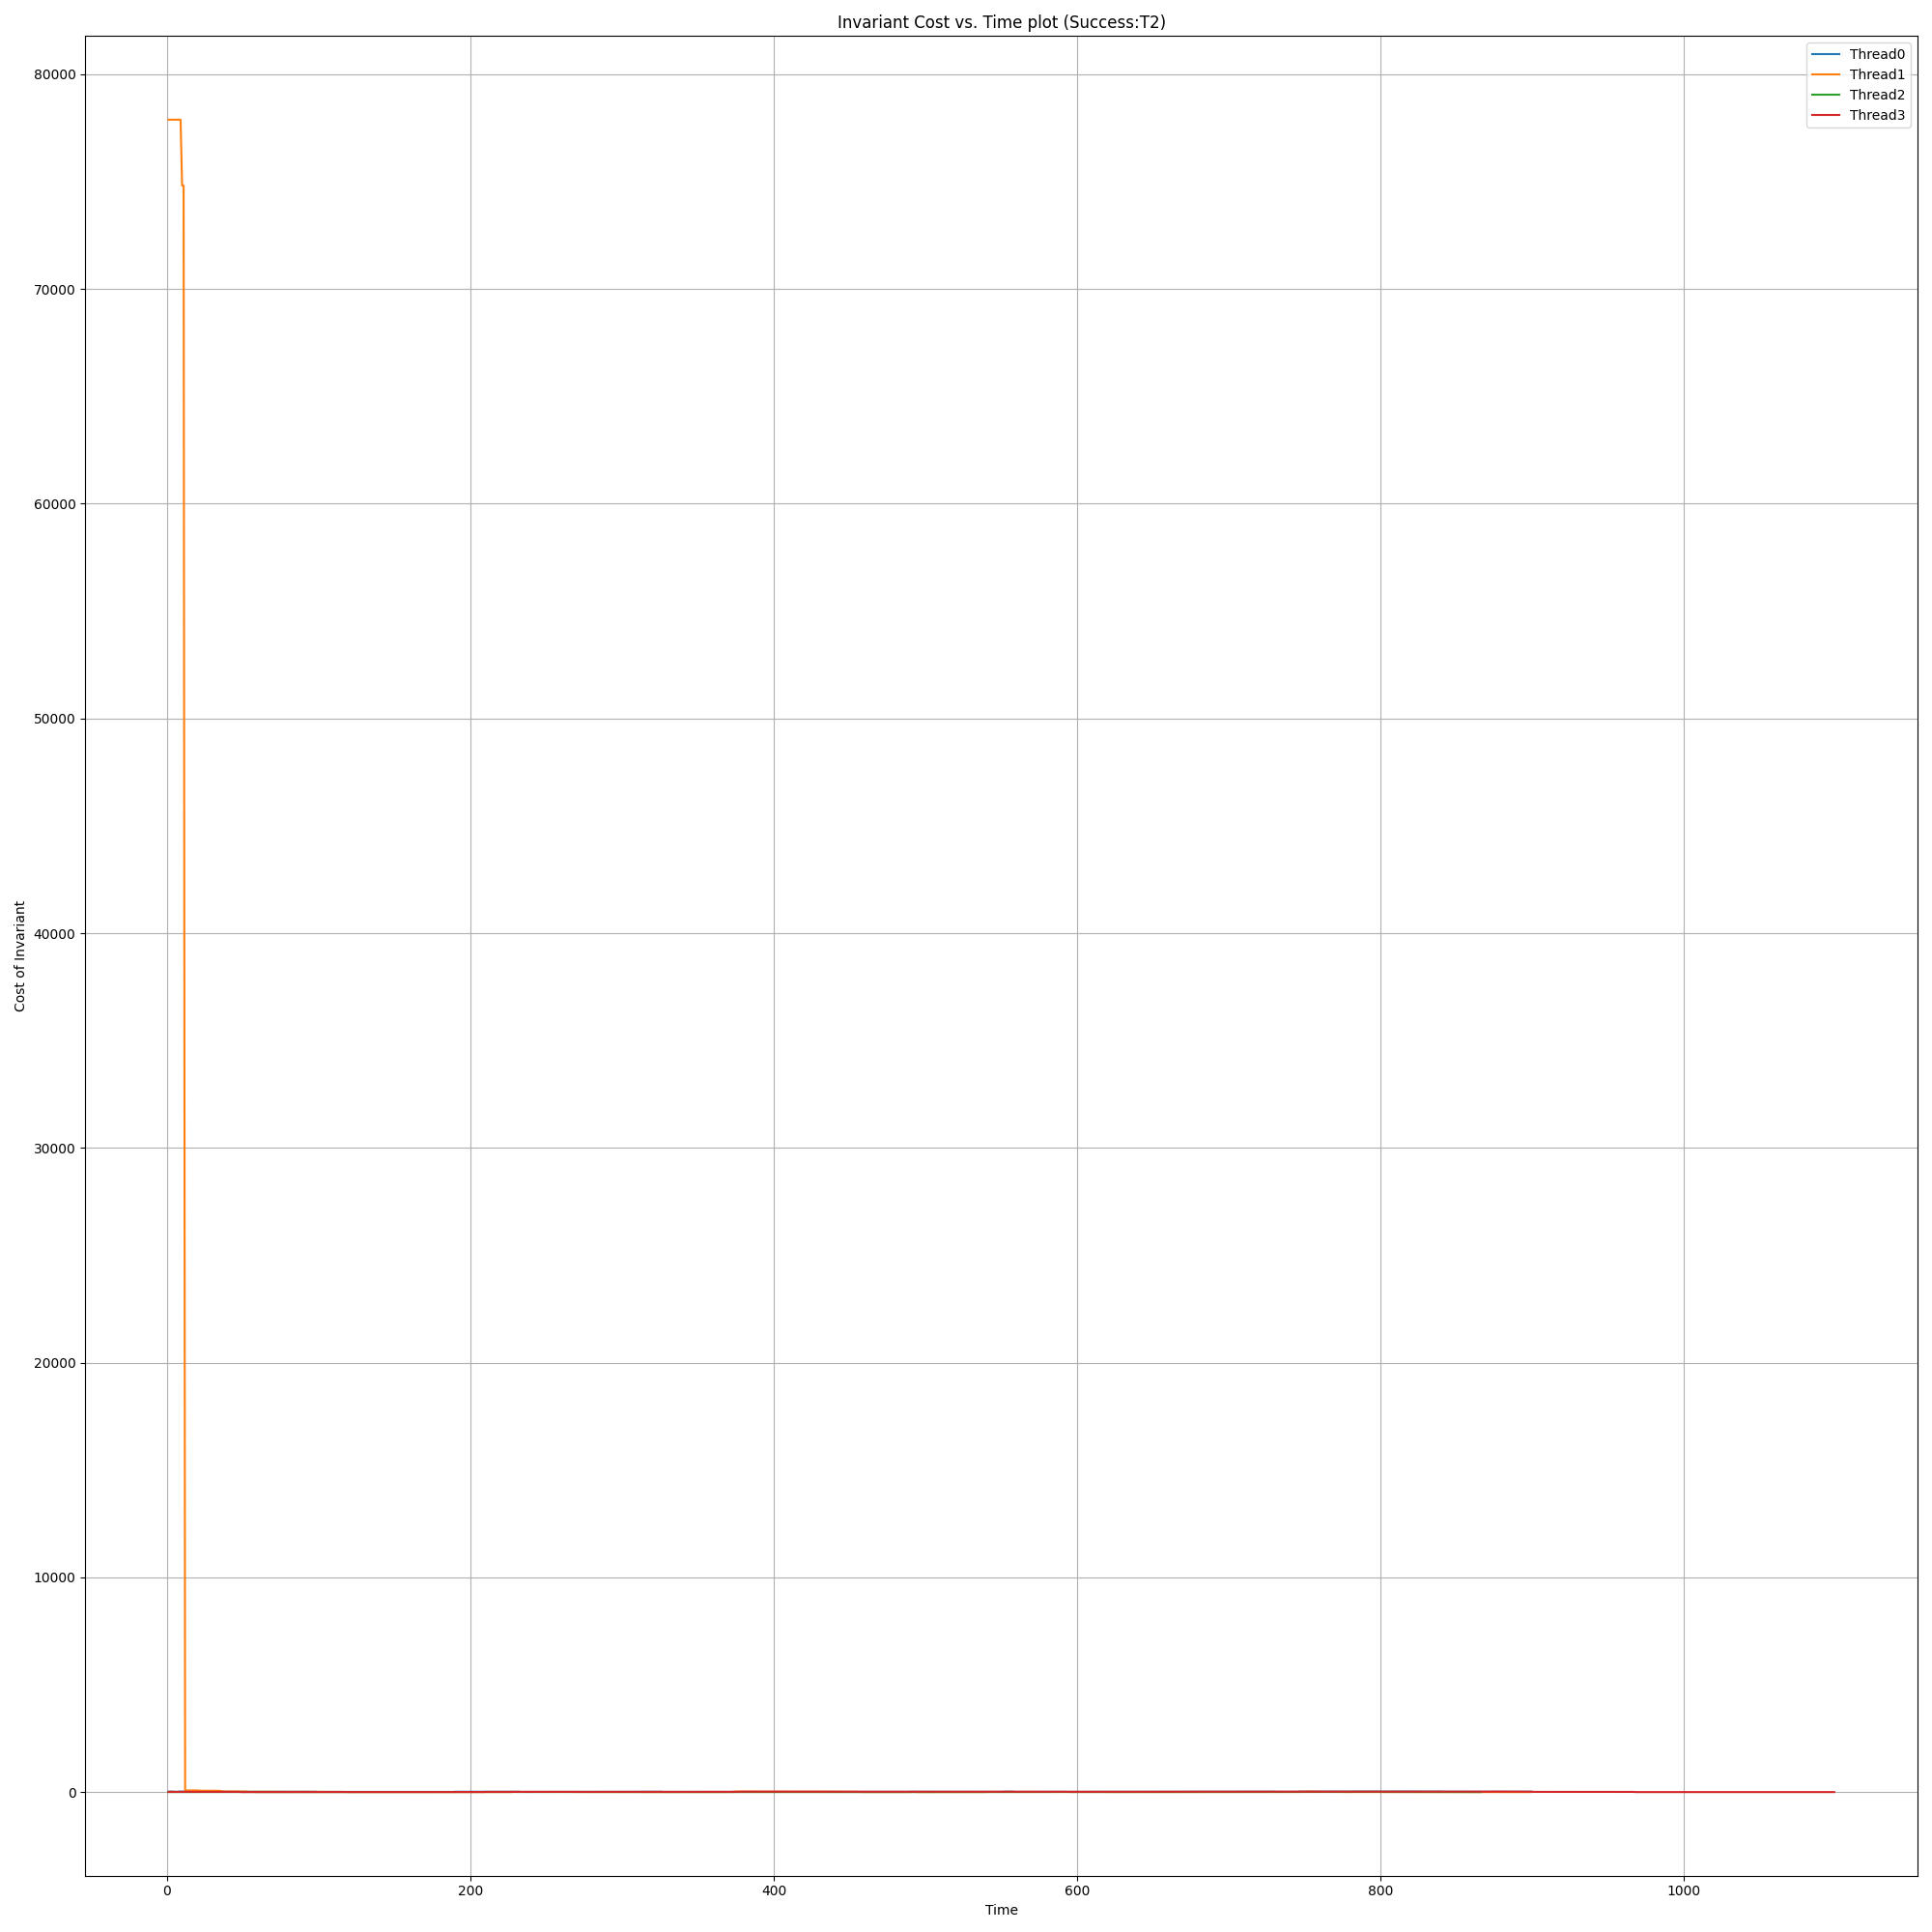 Invariant Cost vs. Time plot (Success:T2)
Thread0
Thread1
Thread2
Thread3
80000
70000
60000
50000
40000
30000
20000
10000
0
Cost of Invariant
0 200 400 600 800 1000
Time